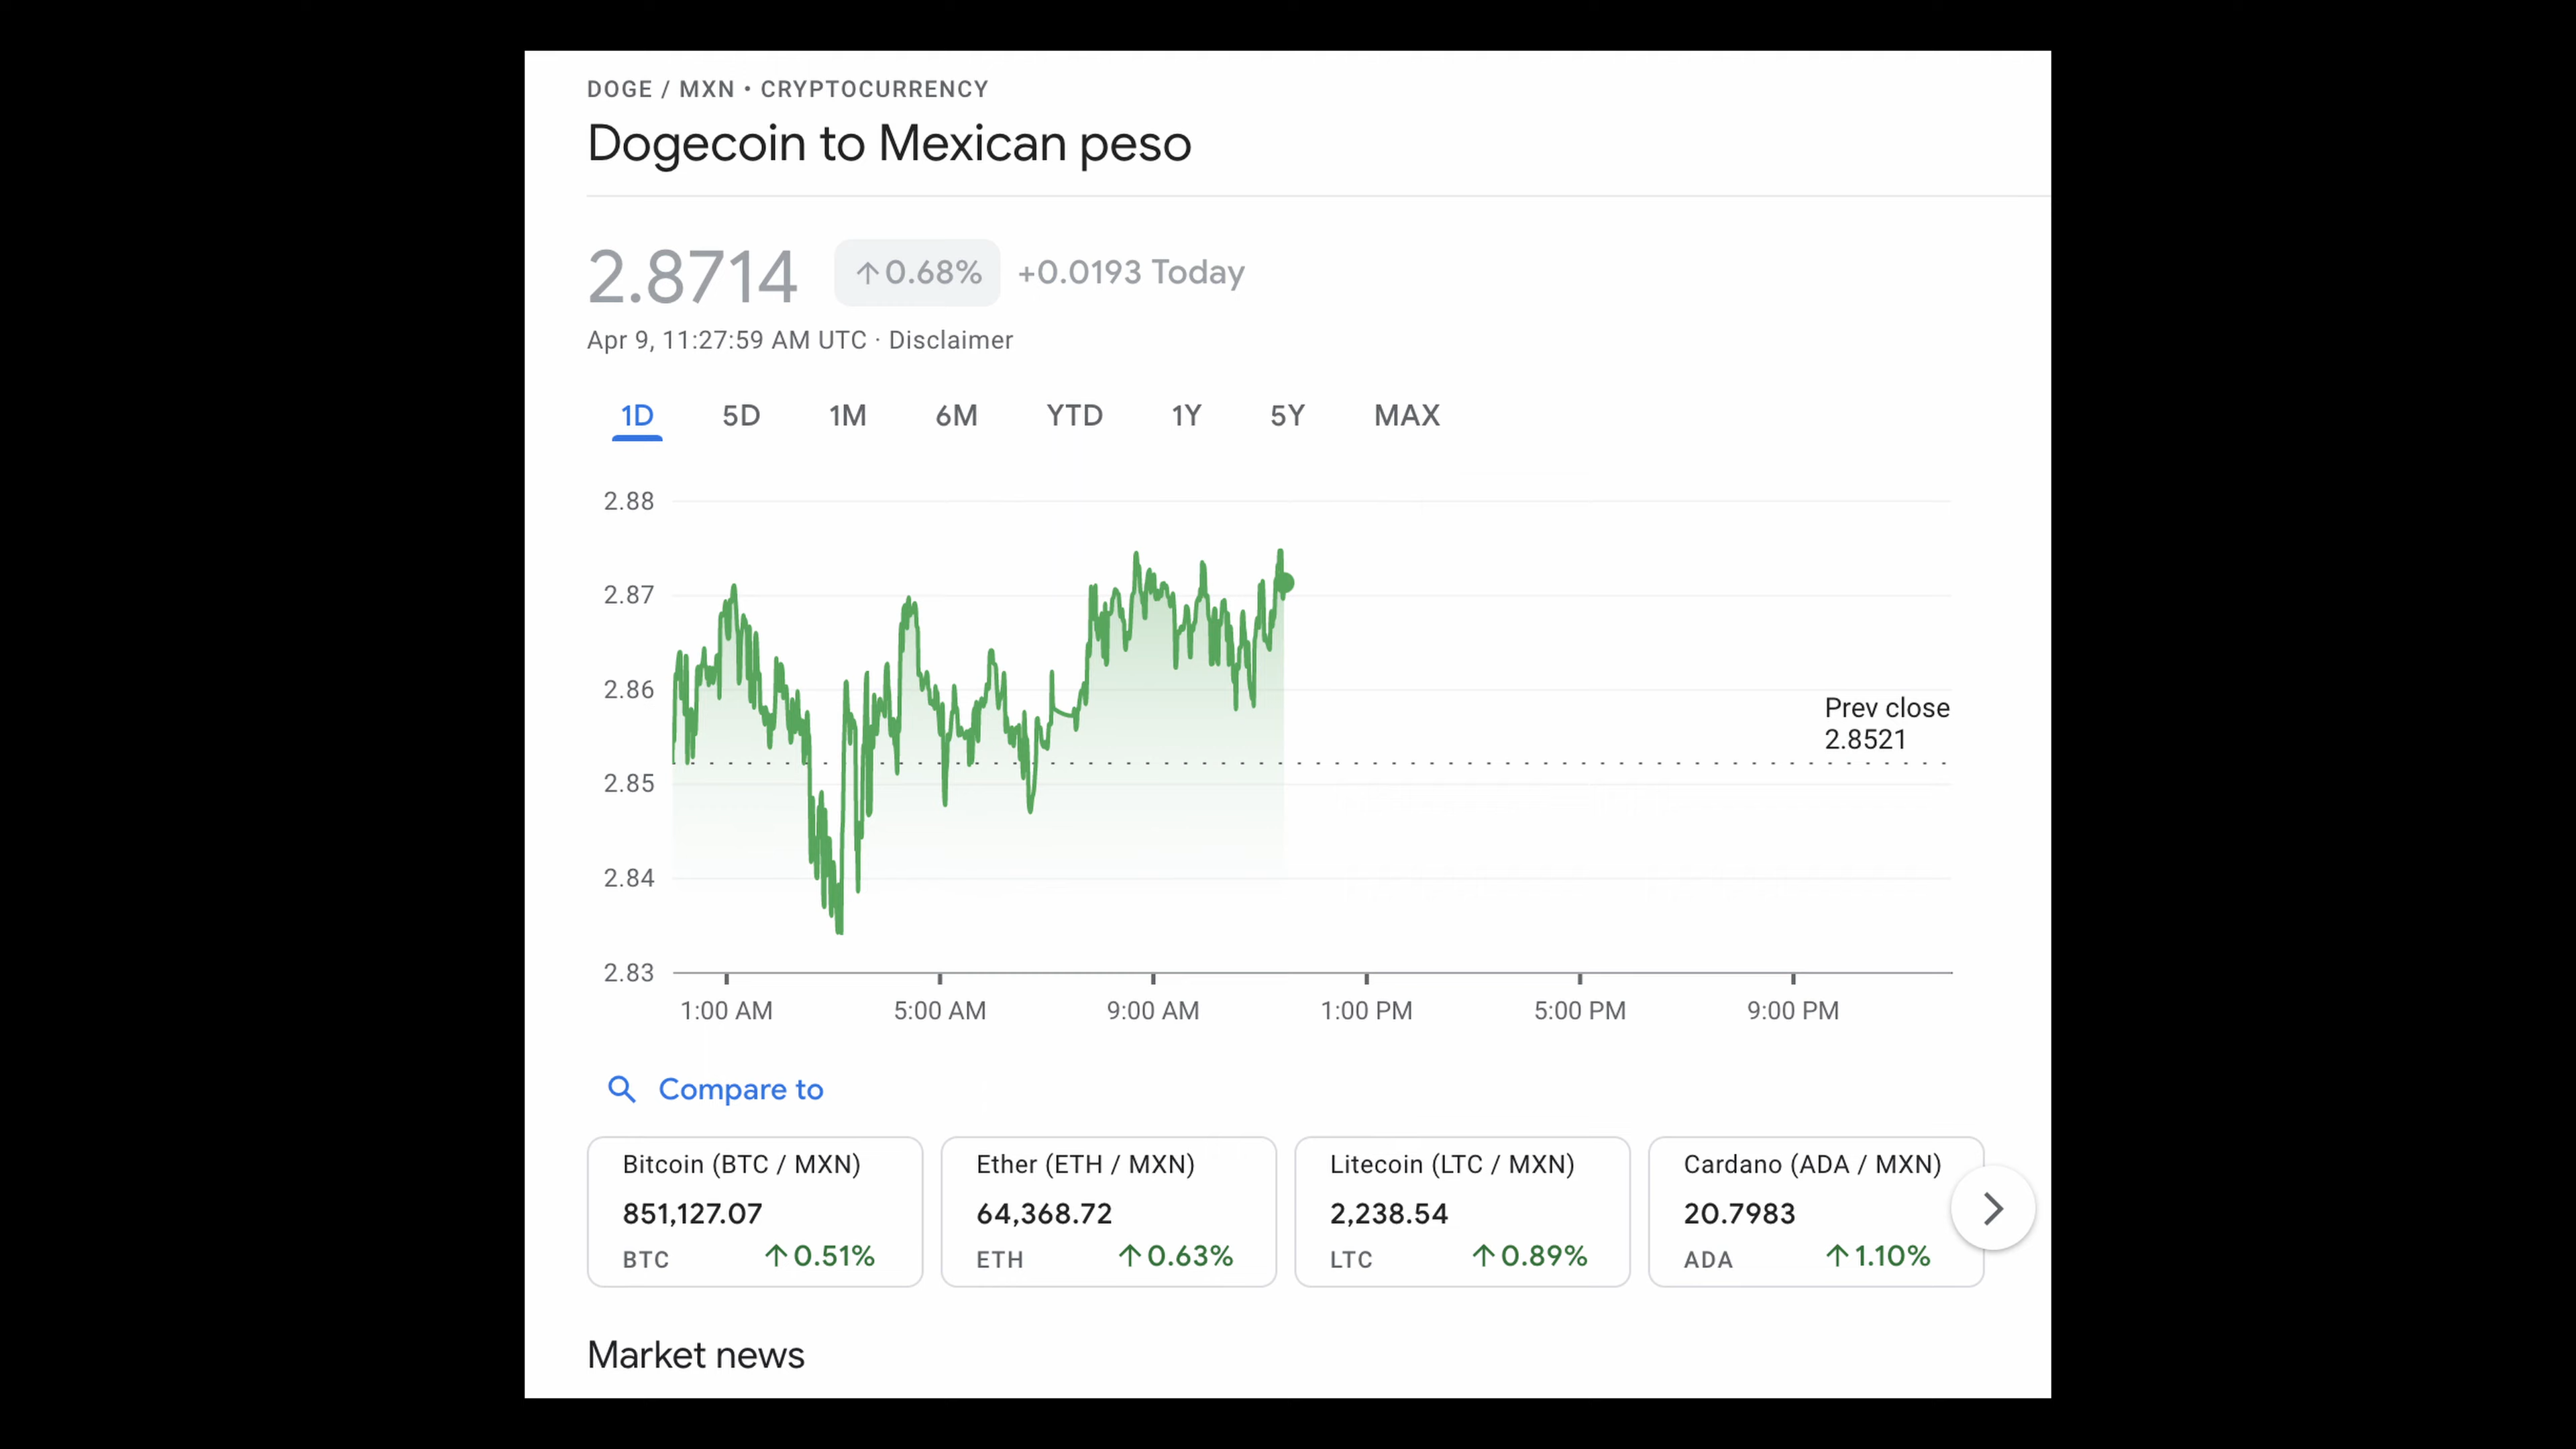 DOGE / MXN • CRYPTOCURRENCY
Dogecoin to Mexican peso
2.8714 ↑0.68% +0.0193 Today
Apr 9, 11:27:59 AM UTC · Disclaimer
1D 5D 1M 6M YTD 1Y 5Y MAX
2.88
2.87
2.86
Prev close
2.8521
2.85
2.84
2.83
1:00 AM 5:00 AM 9:00 AM 1:00 PM 5:00 PM 9:00 PM
Compare to
Bitcoin (BTC / MXN) Ether (ETH / MXN) Litecoin (LTC / MXN) Cardano (ADA / MXN)
851,127.07 64,368.72 2,238.54 20.7983
BTC ↑0.51% ETH ↑0.63% LTC ↑0.89% ADA ↑1.10%
Market news